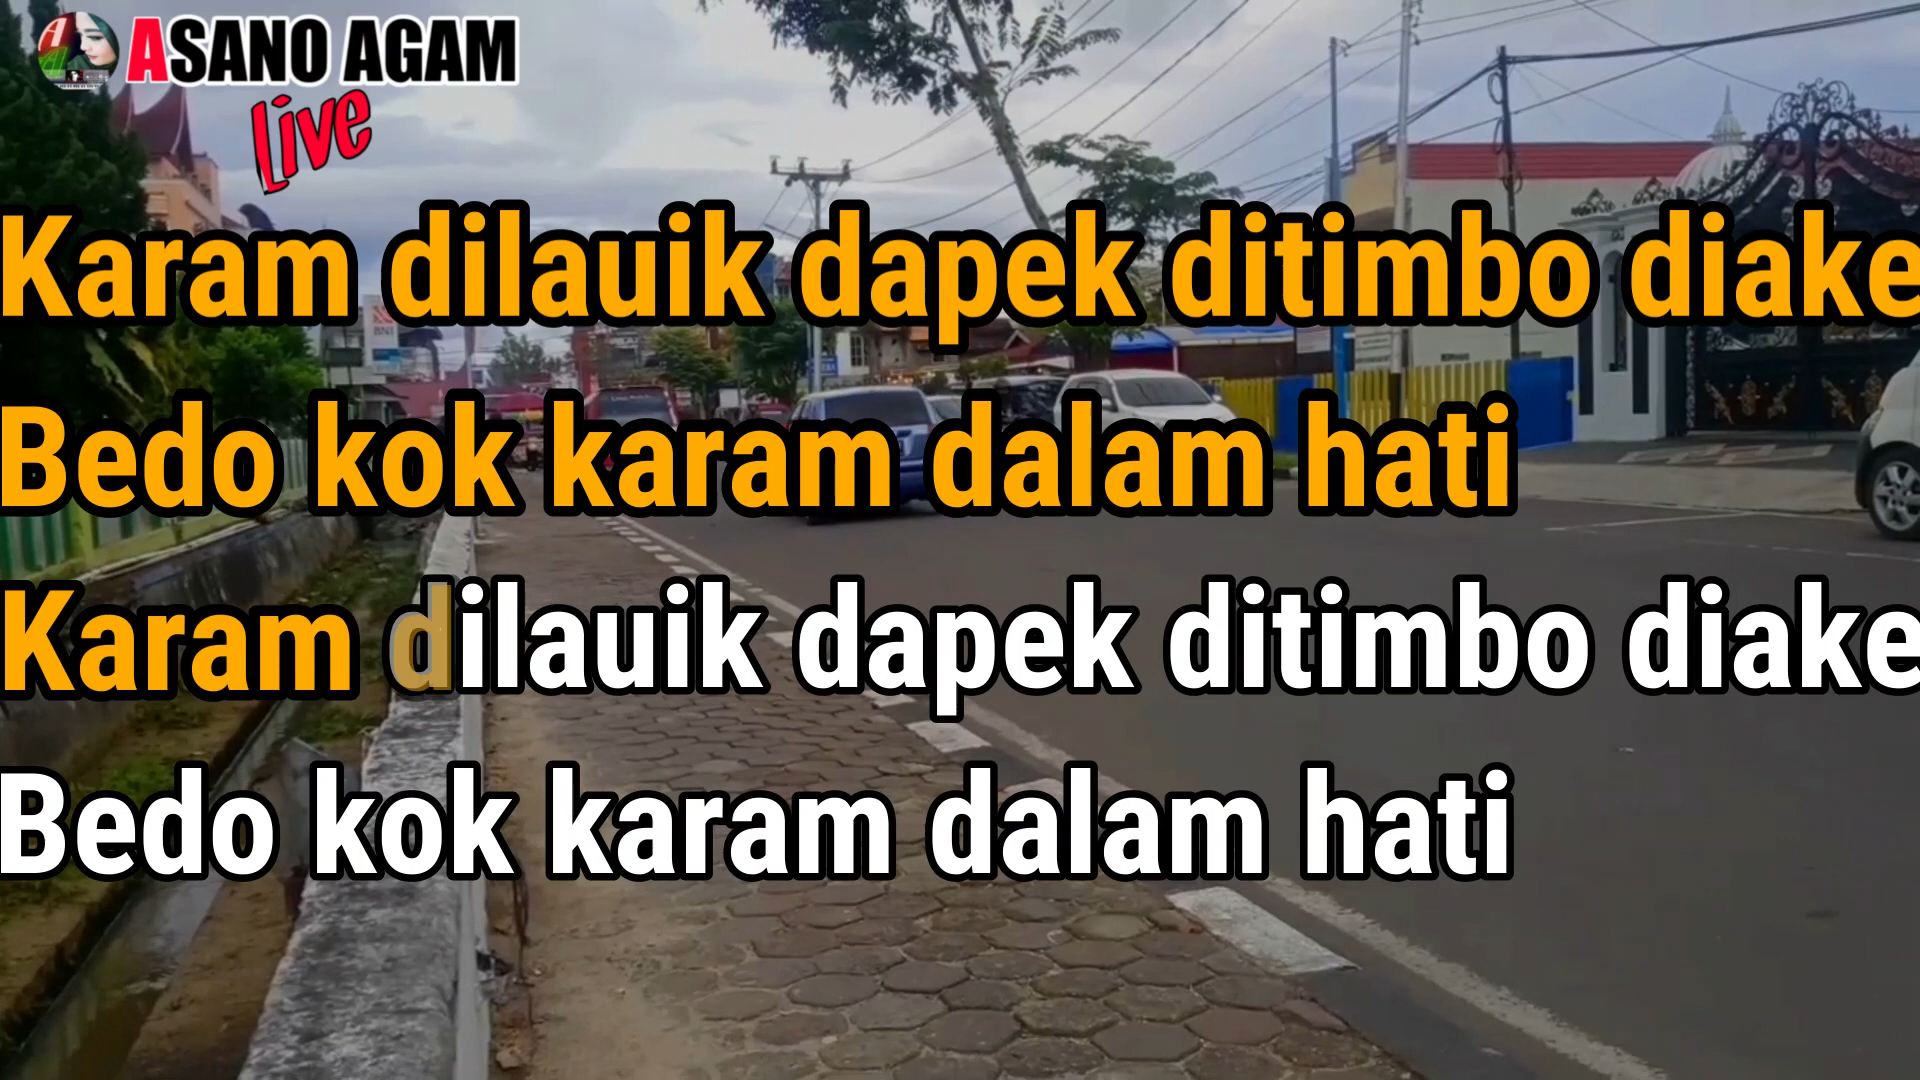 ASANO AGAM
Live
Karam dilauik dapek ditimbo diake
Bedo kok karam dalam hati
Karam dilauik dapek ditimbo diake
Bedo kok karam dalam hati
BNI